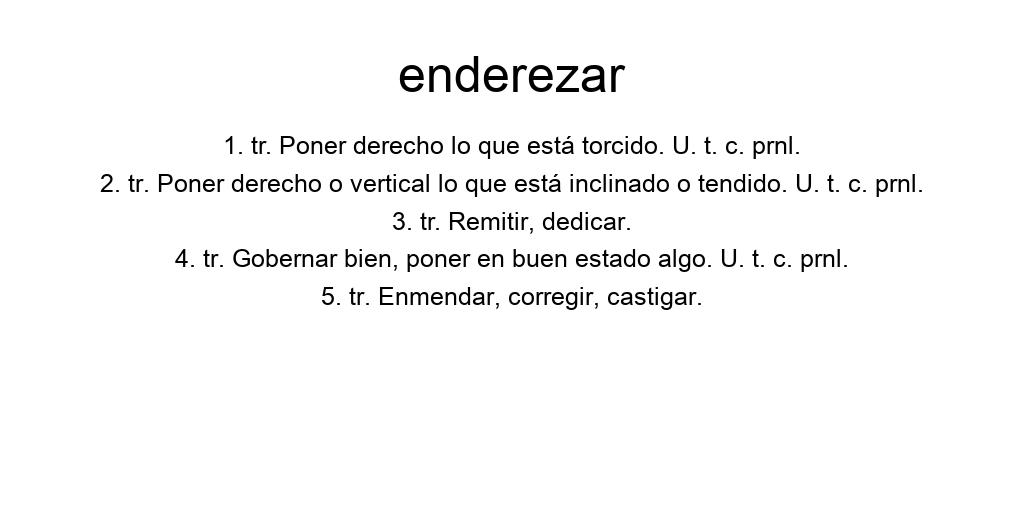 enderezar
1. tr. Poner derecho lo que está torcido. U. t. c. prnl.
2. tr. Poner derecho o vertical lo que está inclinado o tendido. U. t. c. prnl.
3. tr. Remitir, dedicar.
4. tr. Gobernar bien, poner en buen estado algo. U. t. c. prnl.
5. tr. Enmendar, corregir, castigar.